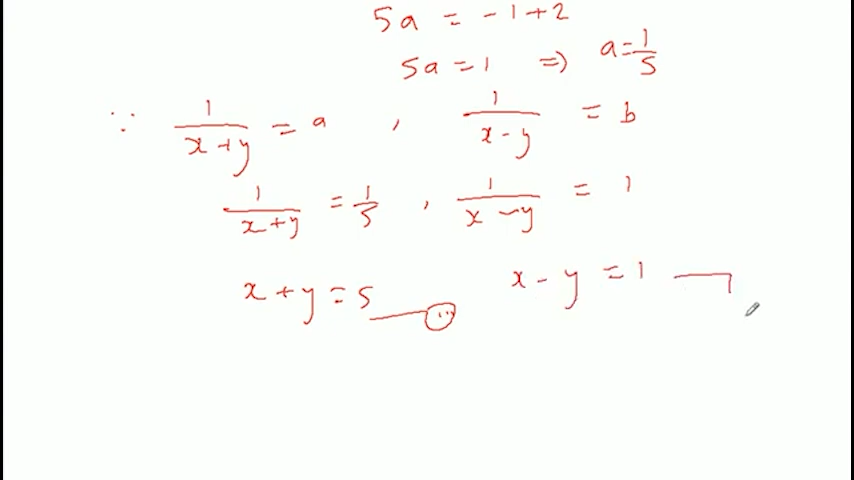 5a = -1+2
5a = 1 => a = 1/5
∵ 1/(x+y) = a , 1/(x-y) = b
1/(x+y) = 1/5 , 1/(x-y) = 1
x+y = 5 x-y = 1